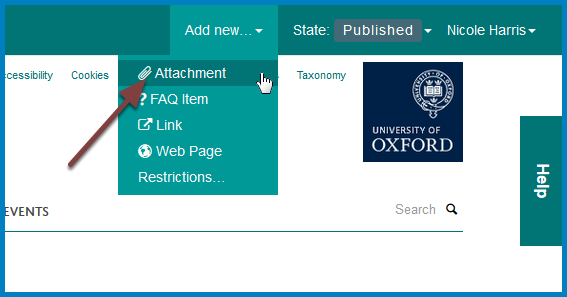 Add new... State: Published Nicole Harris
ccessibility Cookies Taxonomy
Attachment
? FAQ Item
Link
Web Page
Restrictions...
UNIVERSITY OF
OXFORD
Help
EVENTS
Search